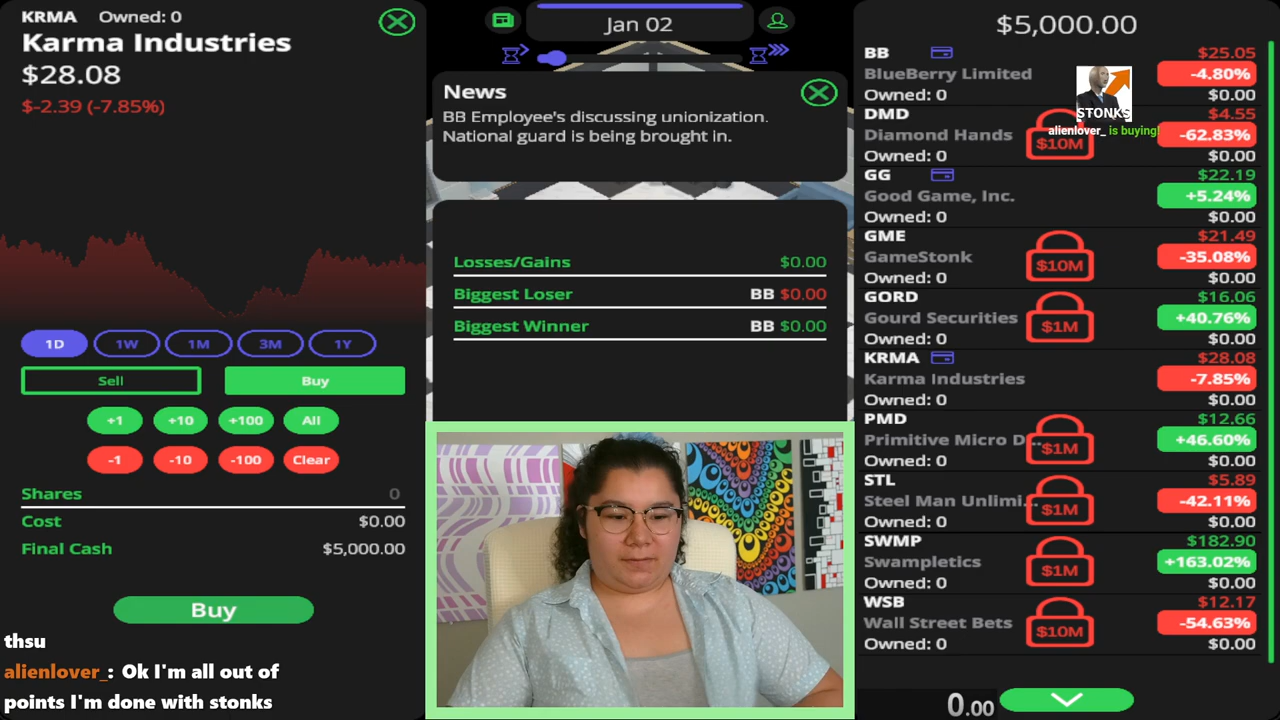 KRMA Owned: 0
Karma Industries
$28.08
$-2.39 (-7.85%)
1D 1W 1M 3M 1Y
Sell Buy
+1 +10 +100 All
-1 -10 -100 Clear
Shares 0
Cost $0.00
Final Cash $5,000.00
Buy
thsu
alienlover_: Ok I'm all out of
points I'm done with stonks
Jan 02
News
BB Employee's discussing unionization.
National guard is being brought in.
Losses/Gains $0.00
Biggest Loser BB $0.00
Biggest Winner BB $0.00
$5,000.00
BB $25.05
BlueBerry Limited -4.80%
Owned: 0 $0.00
STONKS
alienlover_ is buying!
DMD $4.55
Diamond Hands $10M -62.83%
Owned: 0 $0.00
GG $22.19
Good Game, Inc. +5.24%
Owned: 0 $0.00
GME $21.49
GameStonk $10M -35.08%
Owned: 0 $0.00
GORD $16.06
Gourd Securities $1M +40.76%
Owned: 0 $0.00
KRMA $28.08
Karma Industries -7.85%
Owned: 0 $0.00
PMD $12.66
Primitive Micro D... $1M +46.60%
Owned: 0 $0.00
STL $5.89
Steel Man Unlimi... $1M -42.11%
Owned: 0 $0.00
SWMP $182.90
Swampletics $1M +163.02%
Owned: 0 $0.00
WSB $12.17
Wall Street Bets $10M -54.63%
Owned: 0 $0.00
0.00